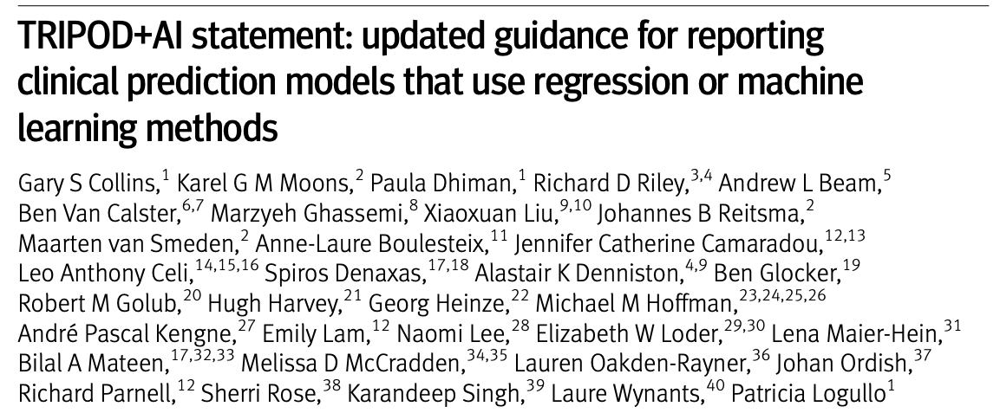 TRIPOD+AI statement: updated guidance for reporting
clinical prediction models that use regression or machine
learning methods
Gary S Collins,1 Karel G M Moons,2 Paula Dhiman,1 Richard D Riley,3,4 Andrew L Beam,5
Ben Van Calster,6,7 Marzyeh Ghassemi,8 Xiaoxuan Liu,9,10 Johannes B Reitsma,2
Maarten van Smeden,2 Anne-Laure Boulesteix,11 Jennifer Catherine Camaradou,12,13
Leo Anthony Celi,14,15,16 Spiros Denaxas,17,18 Alastair K Denniston,4,9 Ben Glocker,19
Robert M Golub,20 Hugh Harvey,21 Georg Heinze,22 Michael M Hoffman,23,24,25,26
André Pascal Kengne,27 Emily Lam,12 Naomi Lee,28 Elizabeth W Loder,29,30 Lena Maier-Hein,31
Bilal A Mateen,17,32,33 Melissa D McCradden,34,35 Lauren Oakden-Rayner,36 Johan Ordish,37
Richard Parnell,12 Sherri Rose,38 Karandeep Singh,39 Laure Wynants,40 Patricia Logullo1